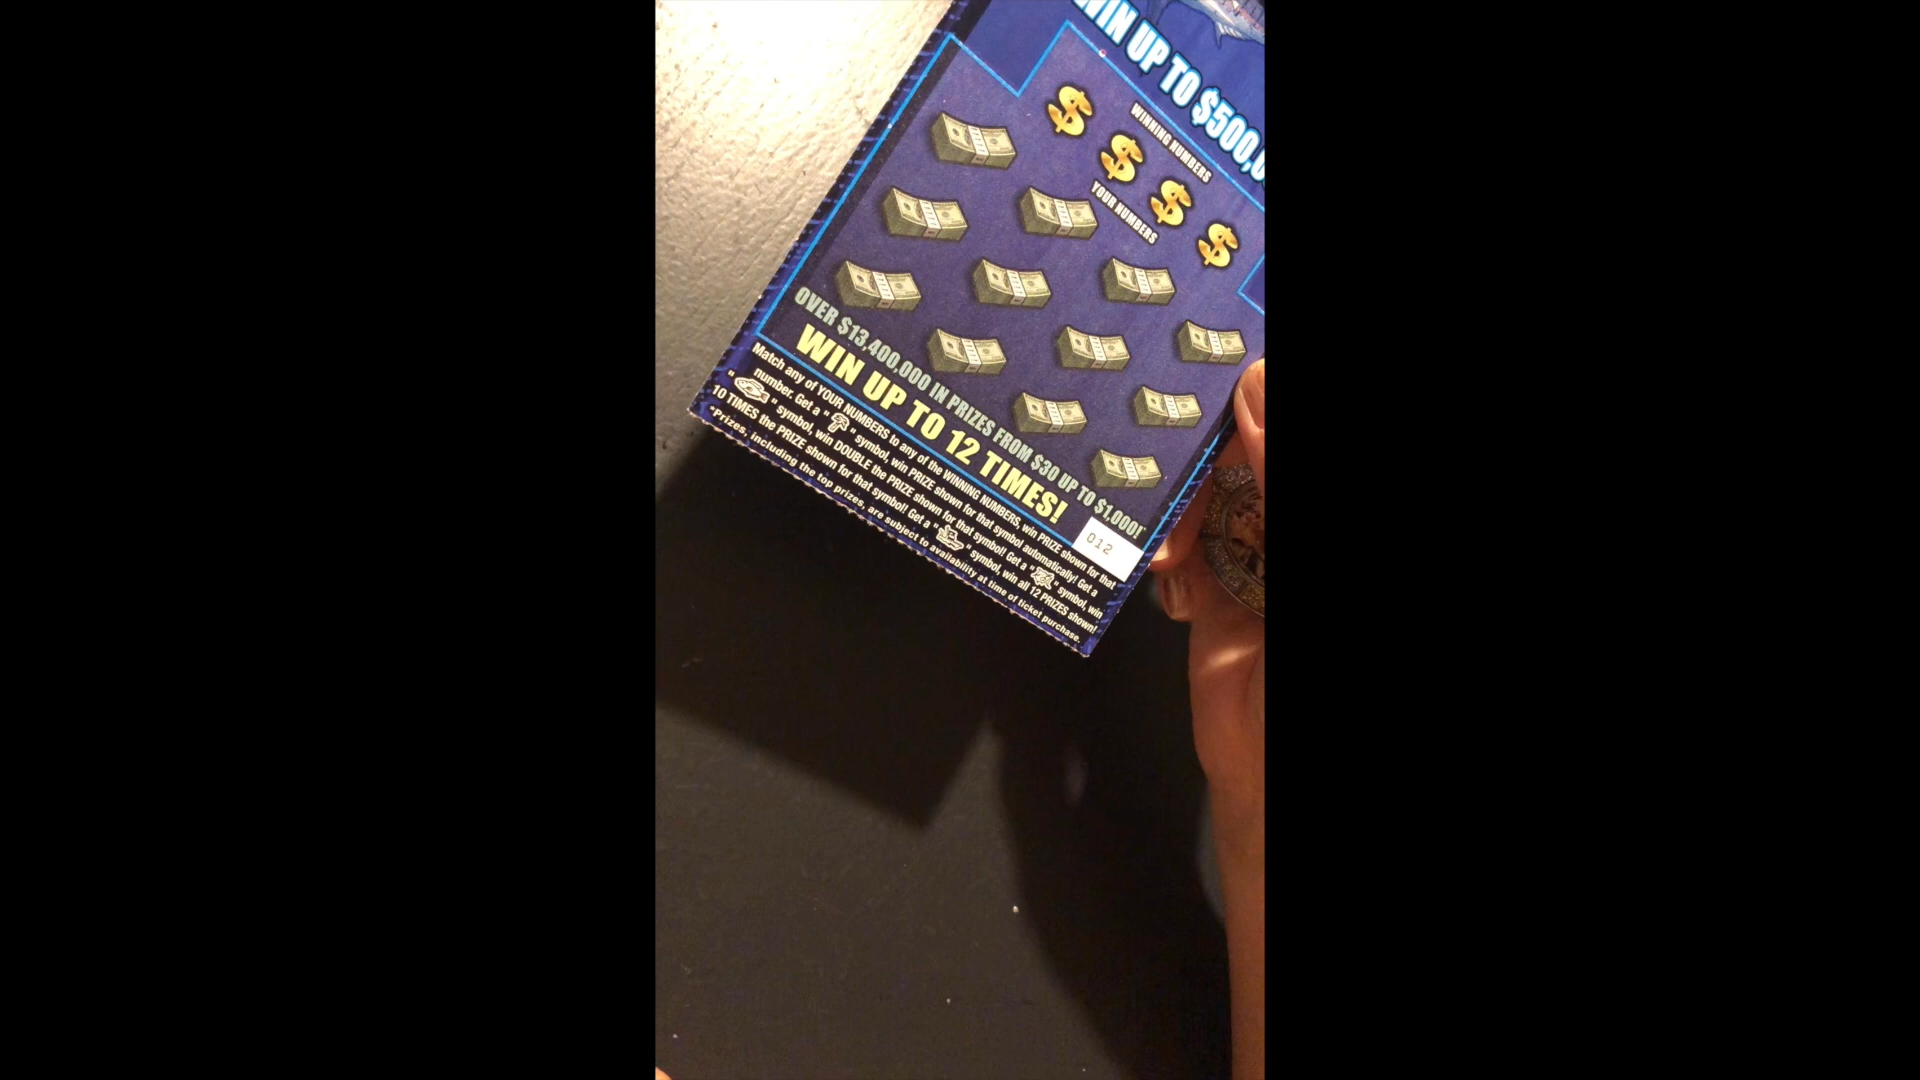 WIN UP TO $500,0
WINNING NUMBERS
YOUR NUMBERS
OVER $13,400,000 IN PRIZES FROM $30 UP TO $1,000!*
WIN UP TO 12 TIMES!
012
Match any of YOUR NUMBERS to any of the WINNING NUMBERS, win PRIZE shown for that
number. Get a " " symbol, win PRIZE shown for that symbol automatically! Get a
" " symbol, win DOUBLE the PRIZE shown for that symbol! Get a " " symbol, win
10 TIMES the PRIZE shown for that symbol! Get a " " symbol, win all 12 PRIZES shown!
*Prizes, including the top prizes, are subject to availability at time of ticket purchase.